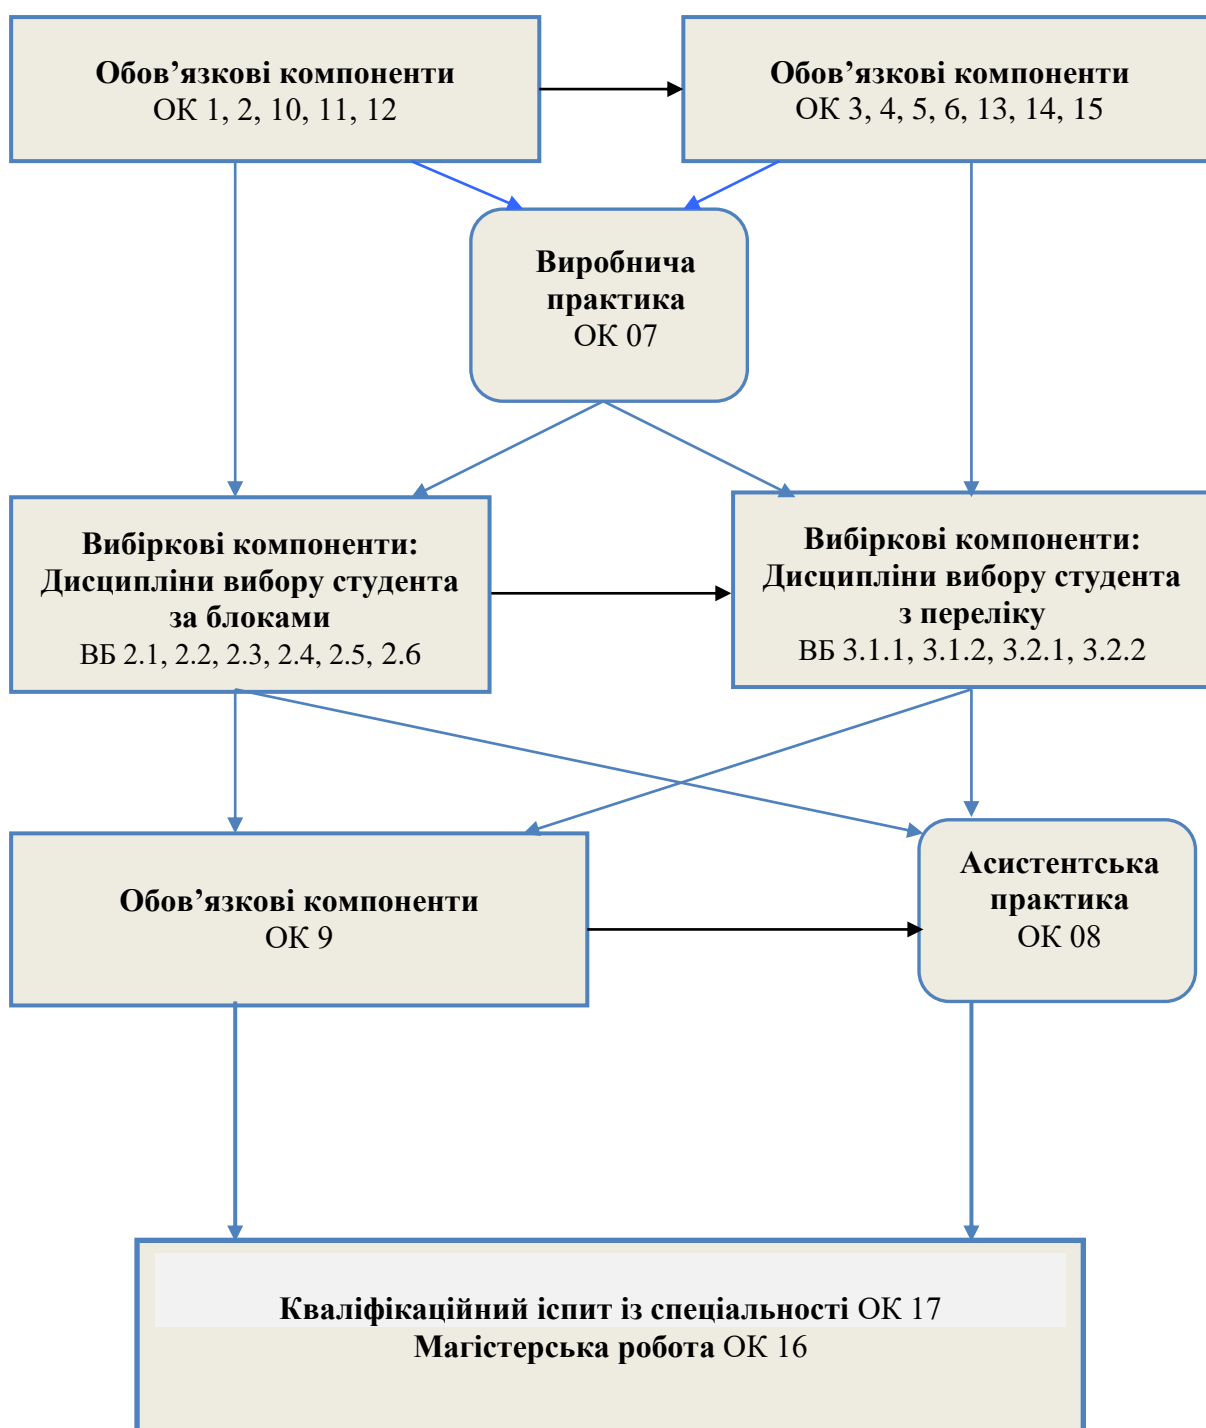 Обов’язкові компоненти
ОК 1, 2, 10, 11, 12
Обов’язкові компоненти
ОК 3, 4, 5, 6, 13, 14, 15
Виробнича
практика
ОК 07
Вибіркові компоненти:
Дисципліни вибору студента
за блоками
ВБ 2.1, 2.2, 2.3, 2.4, 2.5, 2.6
Вибіркові компоненти:
Дисципліни вибору студента
з переліку
ВБ 3.1.1, 3.1.2, 3.2.1, 3.2.2
Обов’язкові компоненти
ОК 9
Асистентська
практика
ОК 08
Кваліфікаційний іспит із спеціальності ОК 17
Магістерська робота ОК 16